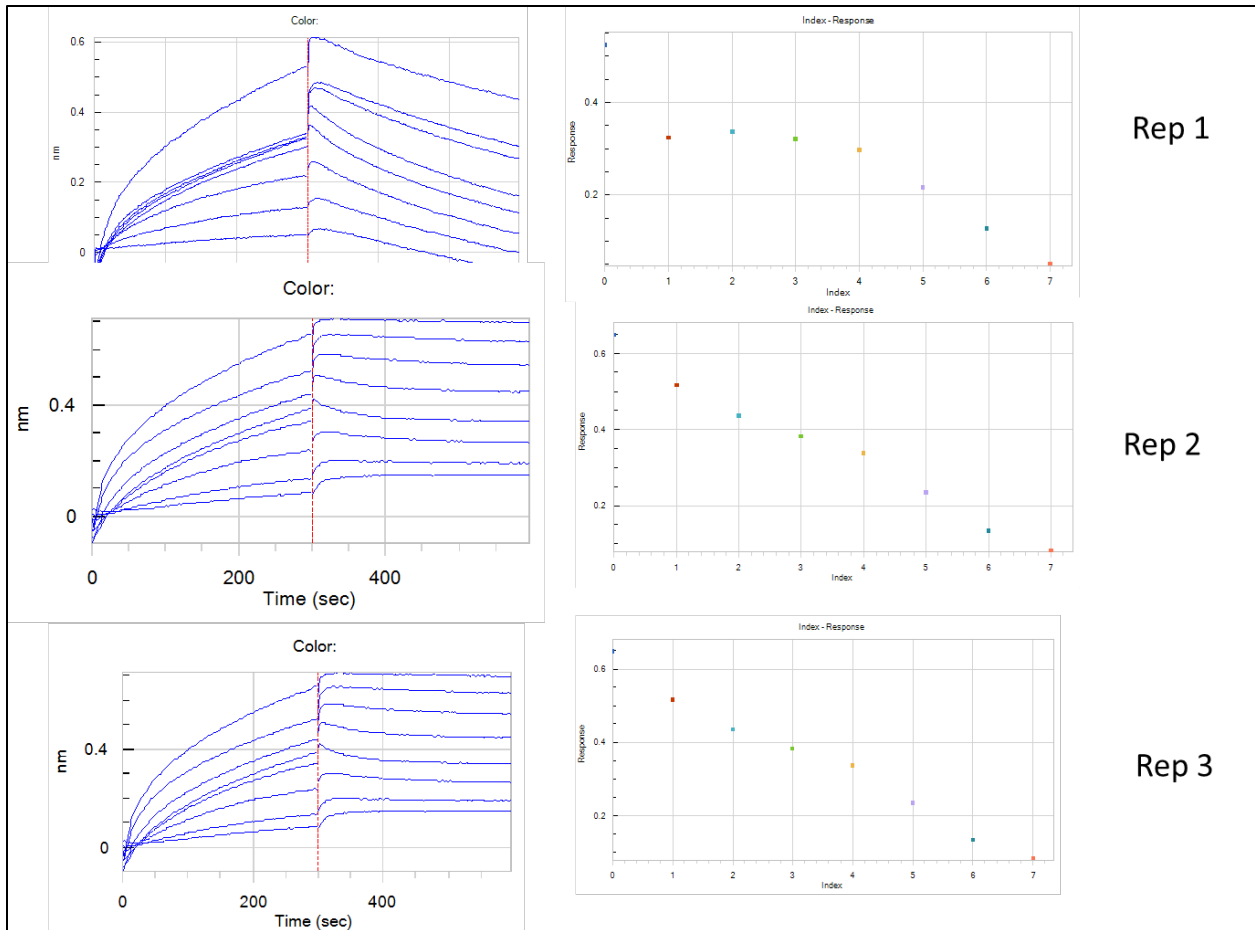 Color:
0.6
0.4
0.2
0
nm
Index - Response
0.4
0.2
Response
0 1 2 3 4 5 6 7
Index
Rep 1
Color:
0.4
0
nm
0 200 400
Time (sec)
Index - Response
0.6
0.4
0.2
Response
0 1 2 3 4 5 6 7
Index
Rep 2
Color:
0.4
0
nm
0 200 400
Time (sec)
Index - Response
0.6
0.4
0.2
Response
0 1 2 3 4 5 6 7
Index
Rep 3